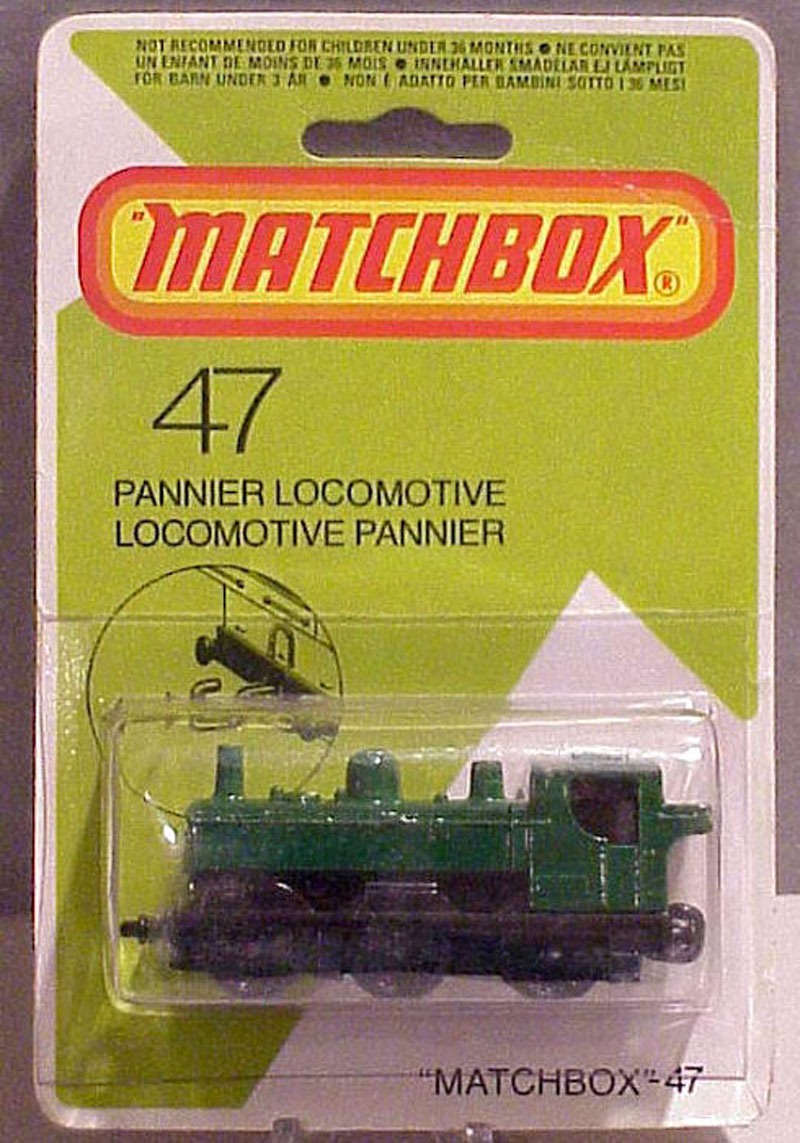 NOT RECOMMENDED FOR CHILDREN UNDER 36 MONTHS ● NE CONVIENT PAS
UN ENFANT DE MOINS DE 36 MOIS ● INNEHALLER SMÅDELAR EJ LÄMPLIGT
FÖR BARN UNDER 3 ÅR ● NON È ADATTO PER BAMBINI SOTTO I 36 MESI
"MATCHBOX"®
47
PANNIER LOCOMOTIVE
LOCOMOTIVE PANNIER
"MATCHBOX"-47